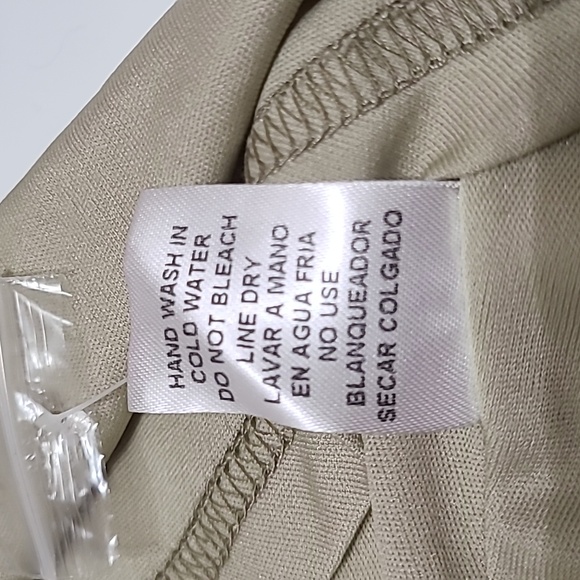 HAND WASH IN
COLD WATER
DO NOT BLEACH
LINE DRY
LAVAR A MANO
EN AGUA FRIA
NO USE
BLANQUEADOR
SECAR COLGADO